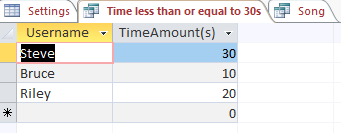 Settings Time less than or equal to 30s Song
Username TimeAmount(s)
Steve 30
Bruce 10
Riley 20
* 0